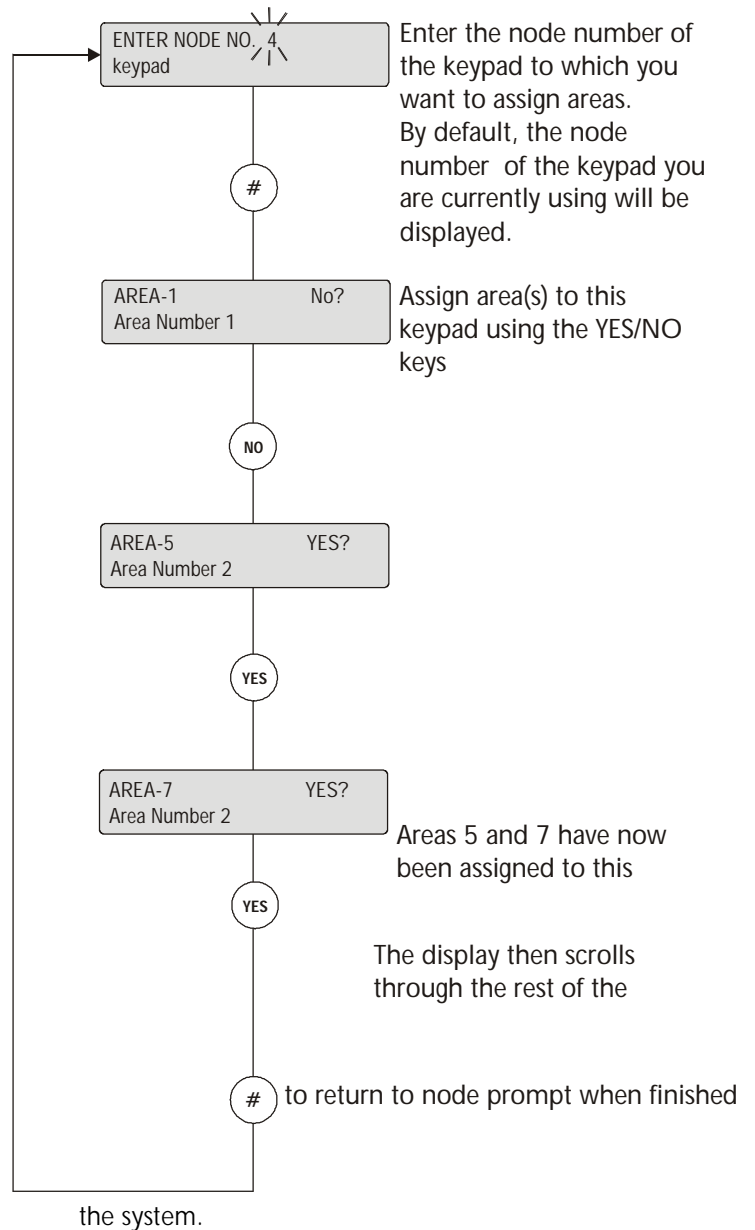 ENTER NODE NO. 4
keypad
Enter the node number of
the keypad to which you
want to assign areas.
By default, the node
number of the keypad you
are currently using will be
displayed.
#
AREA-1 No?
Area Number 1
Assign area(s) to this
keypad using the YES/NO
keys
NO
AREA-5 YES?
Area Number 2
YES
AREA-7 YES?
Area Number 2
Areas 5 and 7 have now
been assigned to this
YES
The display then scrolls
through the rest of the
# to return to node prompt when finished
the system.